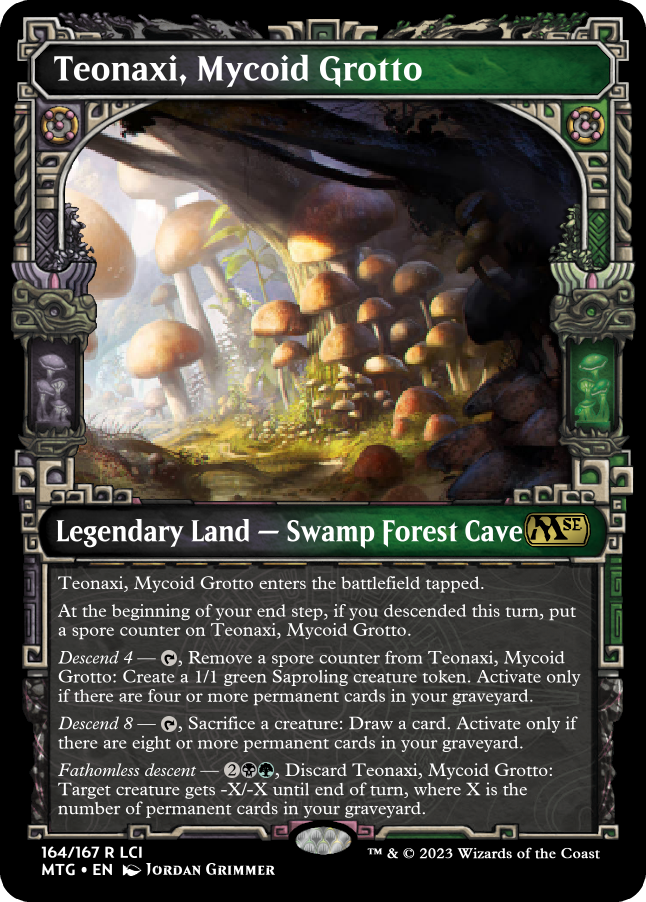 Teonaxi, Mycoid Grotto
Legendary Land — Swamp Forest Cave
MSE
Teonaxi, Mycoid Grotto enters the battlefield tapped.
At the beginning of your end step, if you descended this turn, put
a spore counter on Teonaxi, Mycoid Grotto.
Descend 4 — , Remove a spore counter from Teonaxi, Mycoid
Grotto: Create a 1/1 green Saproling creature token. Activate only
if there are four or more permanent cards in your graveyard.
Descend 8 — , Sacrifice a creature: Draw a card. Activate only if
there are eight or more permanent cards in your graveyard.
Fathomless descent — 2, Discard Teonaxi, Mycoid Grotto:
Target creature gets -X/-X until end of turn, where X is the
number of permanent cards in your graveyard.
164/167 R LCI
™ & © 2023 Wizards of the Coast
MTG • EN Jordan Grimmer